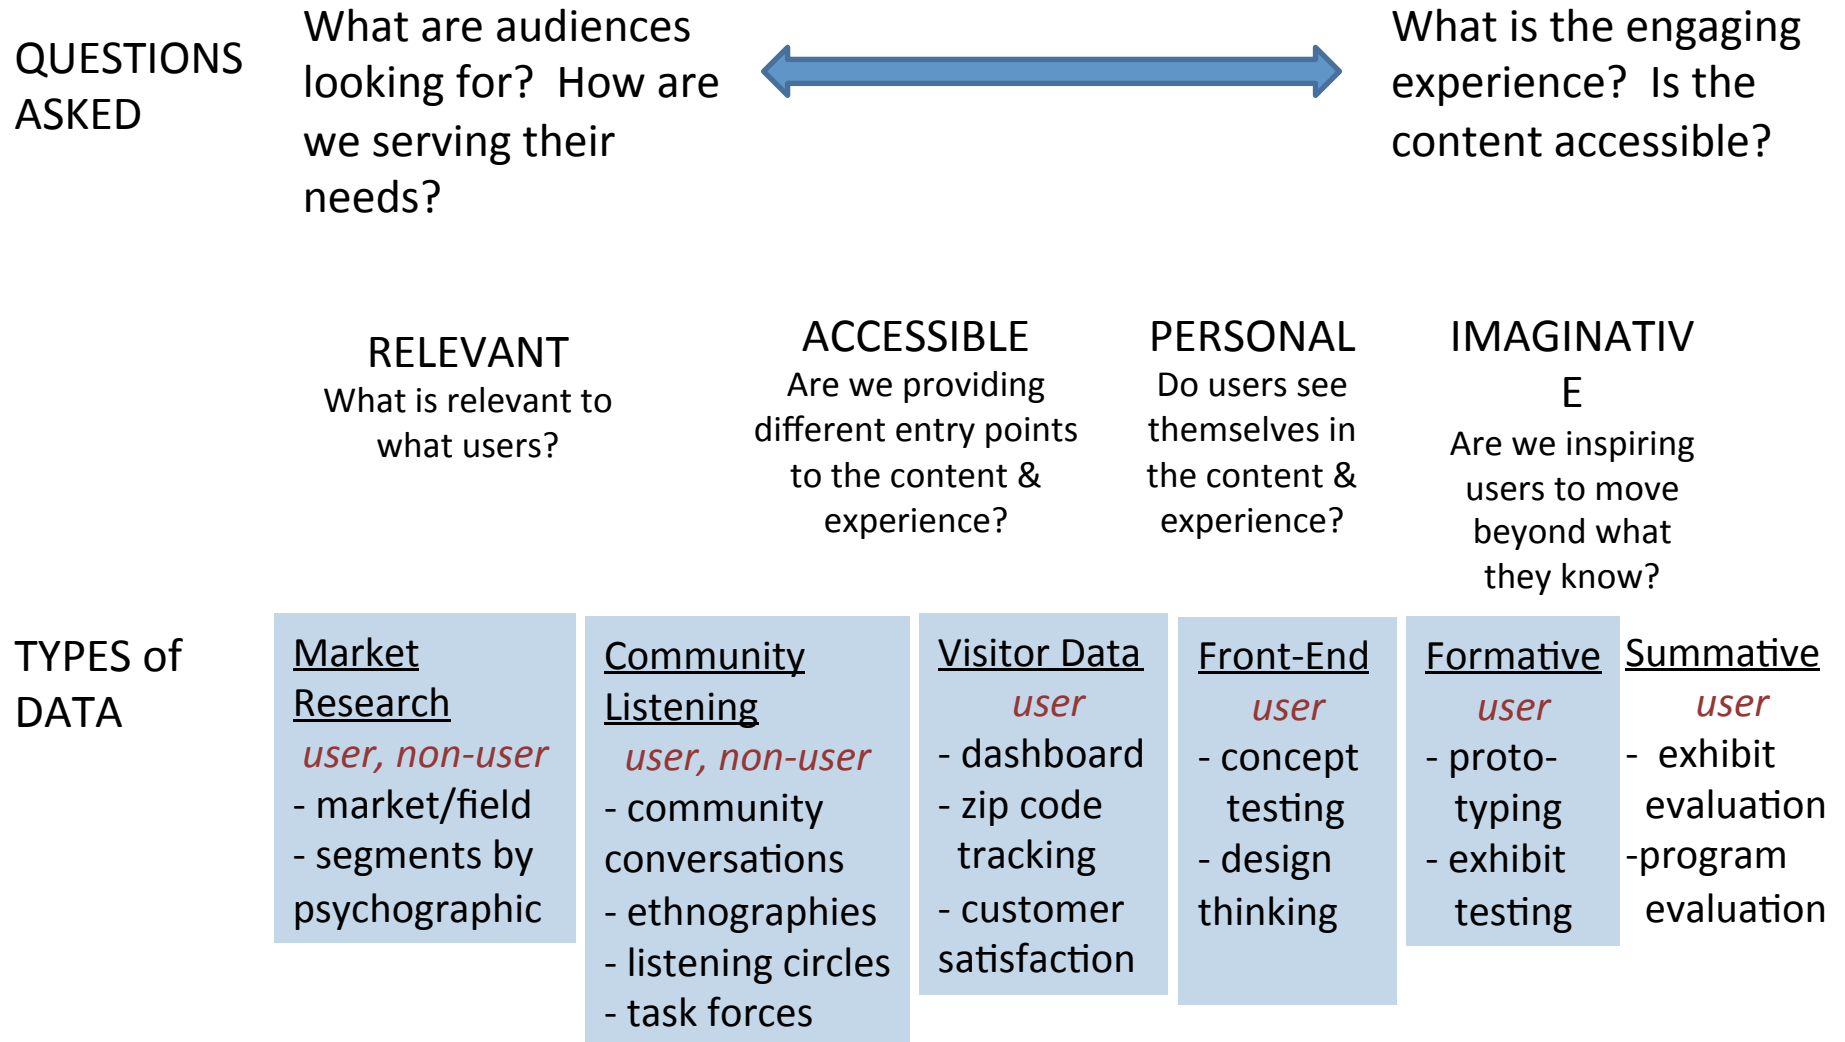 QUESTIONS
ASKED
What are audiences
looking for?  How are
we serving their
needs?
What is the engaging
experience?  Is the
content accessible?
RELEVANT
What is relevant to
what users?
ACCESSIBLE
Are we providing
different entry points
to the content &
experience?
PERSONAL
Do users see
themselves in
the content &
experience?
IMAGINATIV
E
Are we inspiring
users to move
beyond what
they know?
TYPES of
DATA
Market
Research
user, non-user
- market/field
- segments by
psychographic
Community
Listening
user, non-user
- community
conversations
- ethnographies
- listening circles
- task forces
Visitor Data
user
- dashboard
- zip code
tracking
- customer
satisfaction
Front-End
user
- concept
testing
- design
thinking
Formative
user
- proto-
typing
- exhibit
testing
Summative
user
-  exhibit
evaluation
-program
evaluation